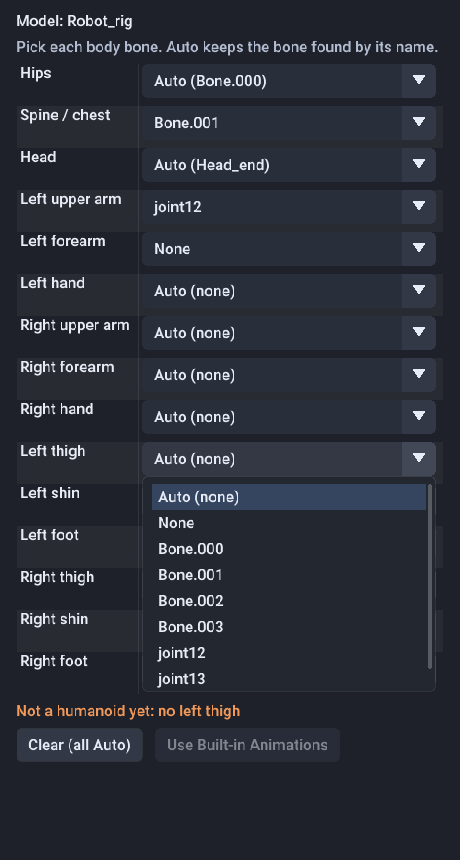 Model: Robot_rig
Pick each body bone. Auto keeps the bone found by its name.
Hips Auto (Bone.000)
Spine / chest Bone.001
Head Auto (Head_end)
Left upper arm joint12
Left forearm None
Left hand Auto (none)
Right upper arm Auto (none)
Right forearm Auto (none)
Right hand Auto (none)
Left thigh Auto (none)
Left shin Auto (none)
None
Left foot Bone.000
Right thigh Bone.001
Bone.002
Right shin Bone.003
Right foot joint12
joint13
Not a humanoid yet: no left thigh
Clear (all Auto) Use Built-in Animations